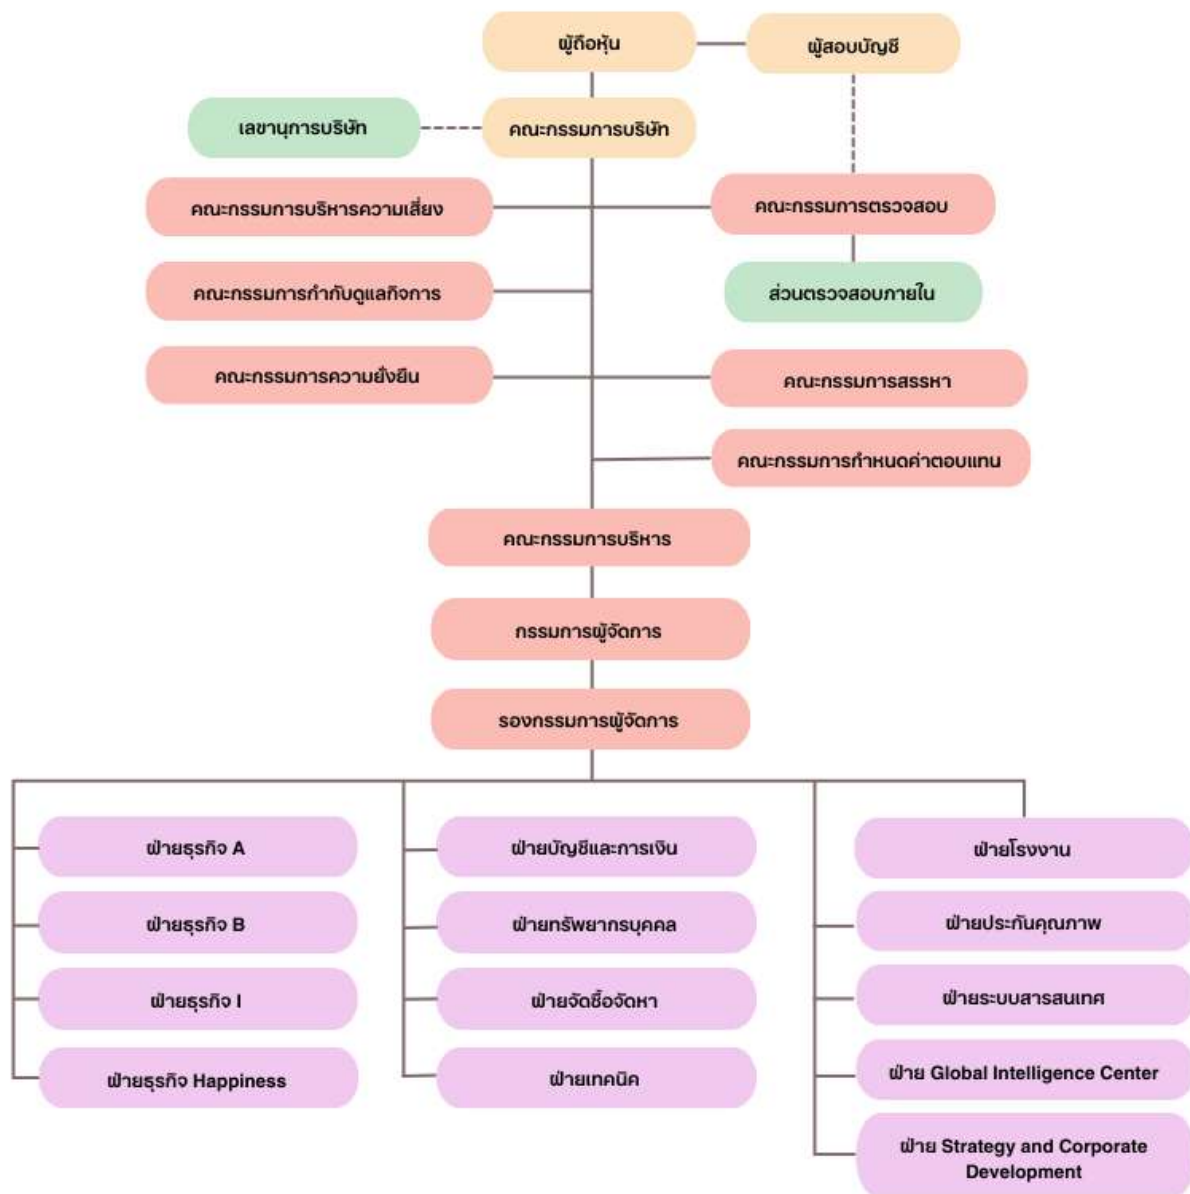 ผู้ถือหุ้น
ผู้สอบบัญชี
เลขานุการบริษัท
คณะกรรมการบริษัท
คณะกรรมการบริหารความเสี่ยง
คณะกรรมการตรวจสอบ
คณะกรรมการกำกับดูแลกิจการ
ส่วนตรวจสอบภายใน
คณะกรรมการความยั่งยืน
คณะกรรมการสรรหา
คณะกรรมการกำหนดค่าตอบแทน
คณะกรรมการบริหาร
กรรมการผู้จัดการ
รองกรรมการผู้จัดการ
ฝ่ายธุรกิจ A
ฝ่ายธุรกิจ B
ฝ่ายธุรกิจ I
ฝ่ายธุรกิจ Happiness
ฝ่ายบัญชีและการเงิน
ฝ่ายทรัพยากรบุคคล
ฝ่ายจัดซื้อจัดหา
ฝ่ายเทคนิค
ฝ่ายโรงงาน
ฝ่ายประกันคุณภาพ
ฝ่ายระบบสารสนเทศ
ฝ่าย Global Intelligence Center
ฝ่าย Strategy and Corporate
Development